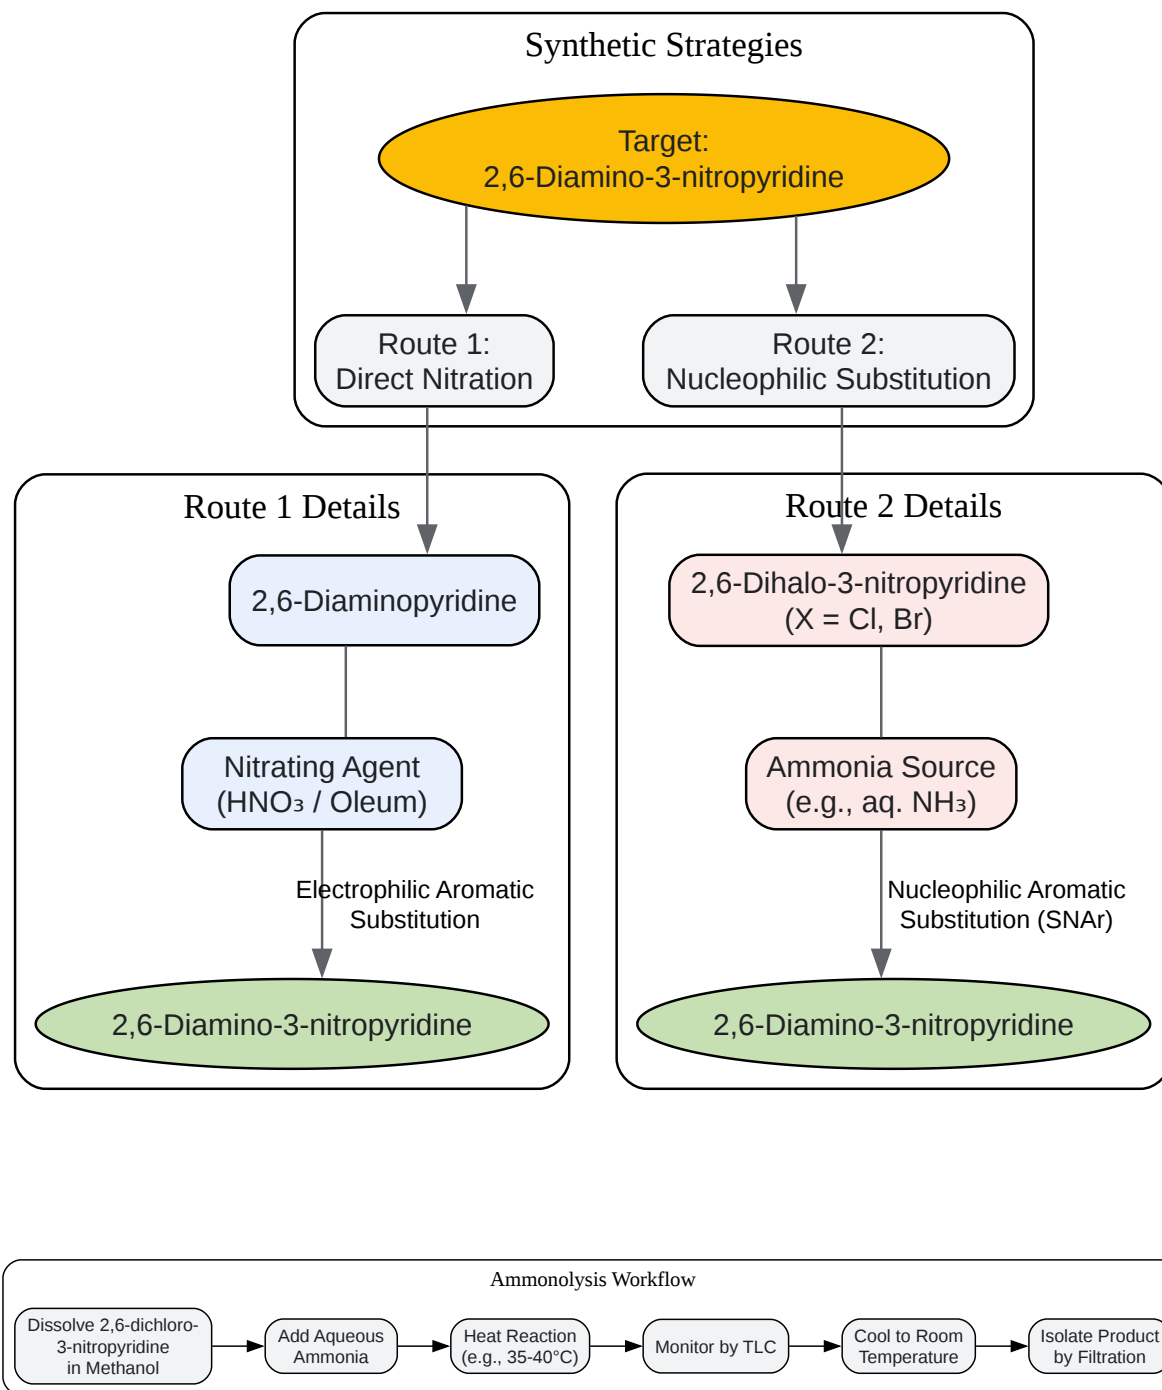 Synthetic Strategies
Target:
2,6-Diamino-3-nitropyridine
Route 1:
Direct Nitration
Route 2:
Nucleophilic Substitution
Route 1 Details
2,6-Diaminopyridine
Nitrating Agent
(HNO₃ / Oleum)
Electrophilic Aromatic
Substitution
2,6-Diamino-3-nitropyridine
Route 2 Details
2,6-Dihalo-3-nitropyridine
(X = Cl, Br)
Ammonia Source
(e.g., aq. NH₃)
Nucleophilic Aromatic
Substitution (SNAr)
2,6-Diamino-3-nitropyridine
Ammonolysis Workflow
Dissolve 2,6-dichloro-
3-nitropyridine
in Methanol
Add Aqueous
Ammonia
Heat Reaction
(e.g., 35-40°C)
Monitor by TLC
Cool to Room
Temperature
Isolate Product
by Filtration